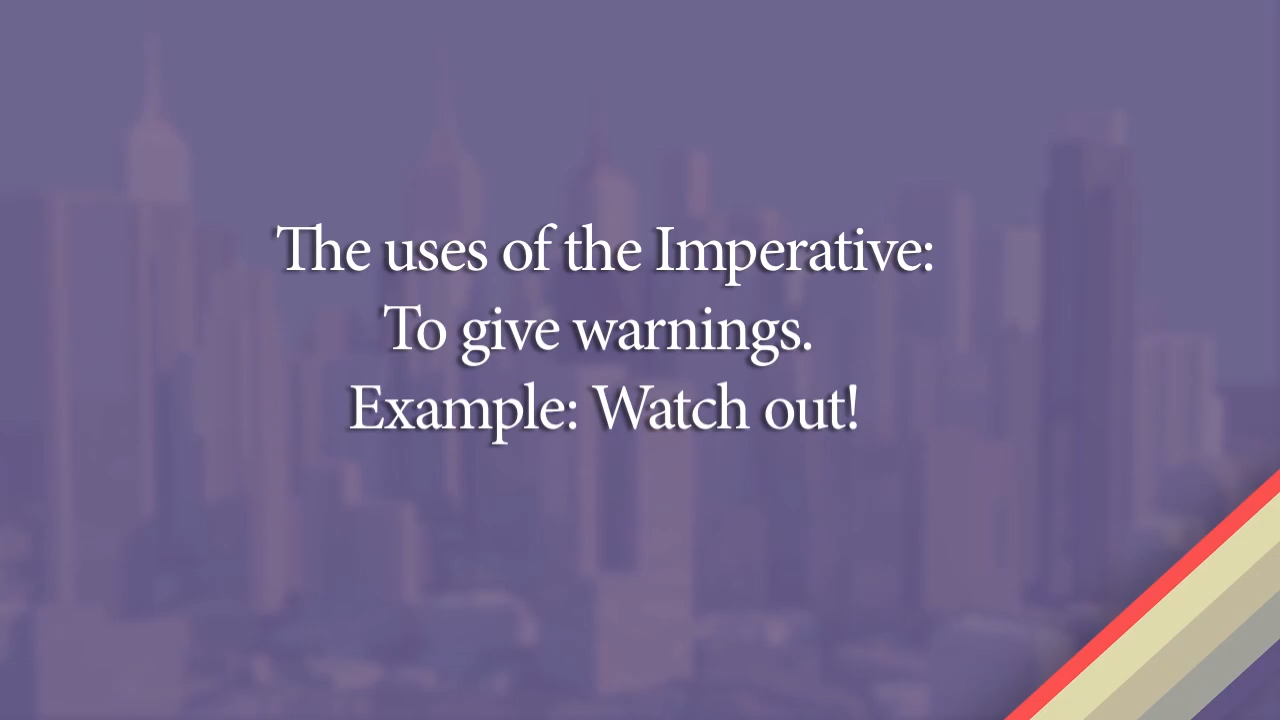 The uses of the Imperative:
To give warnings.
Example: Watch out!